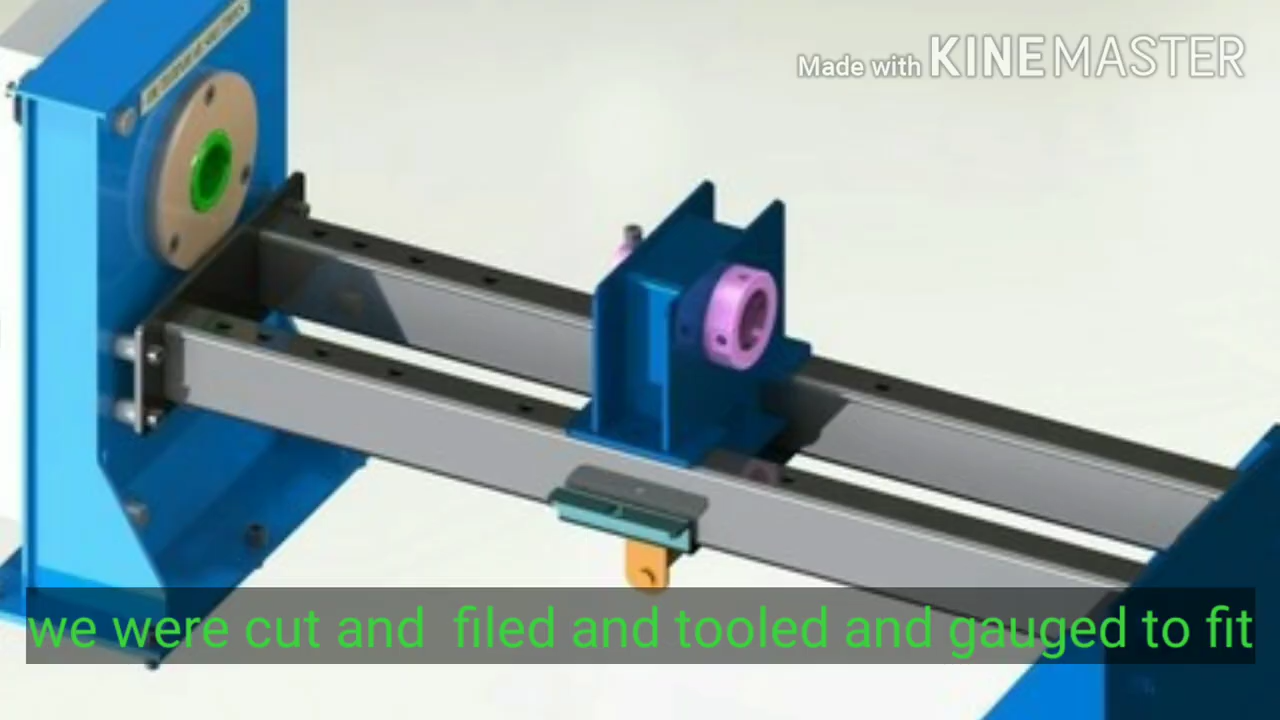 Made with KINEMASTER
we were cut and filed and tooled and gauged to fit